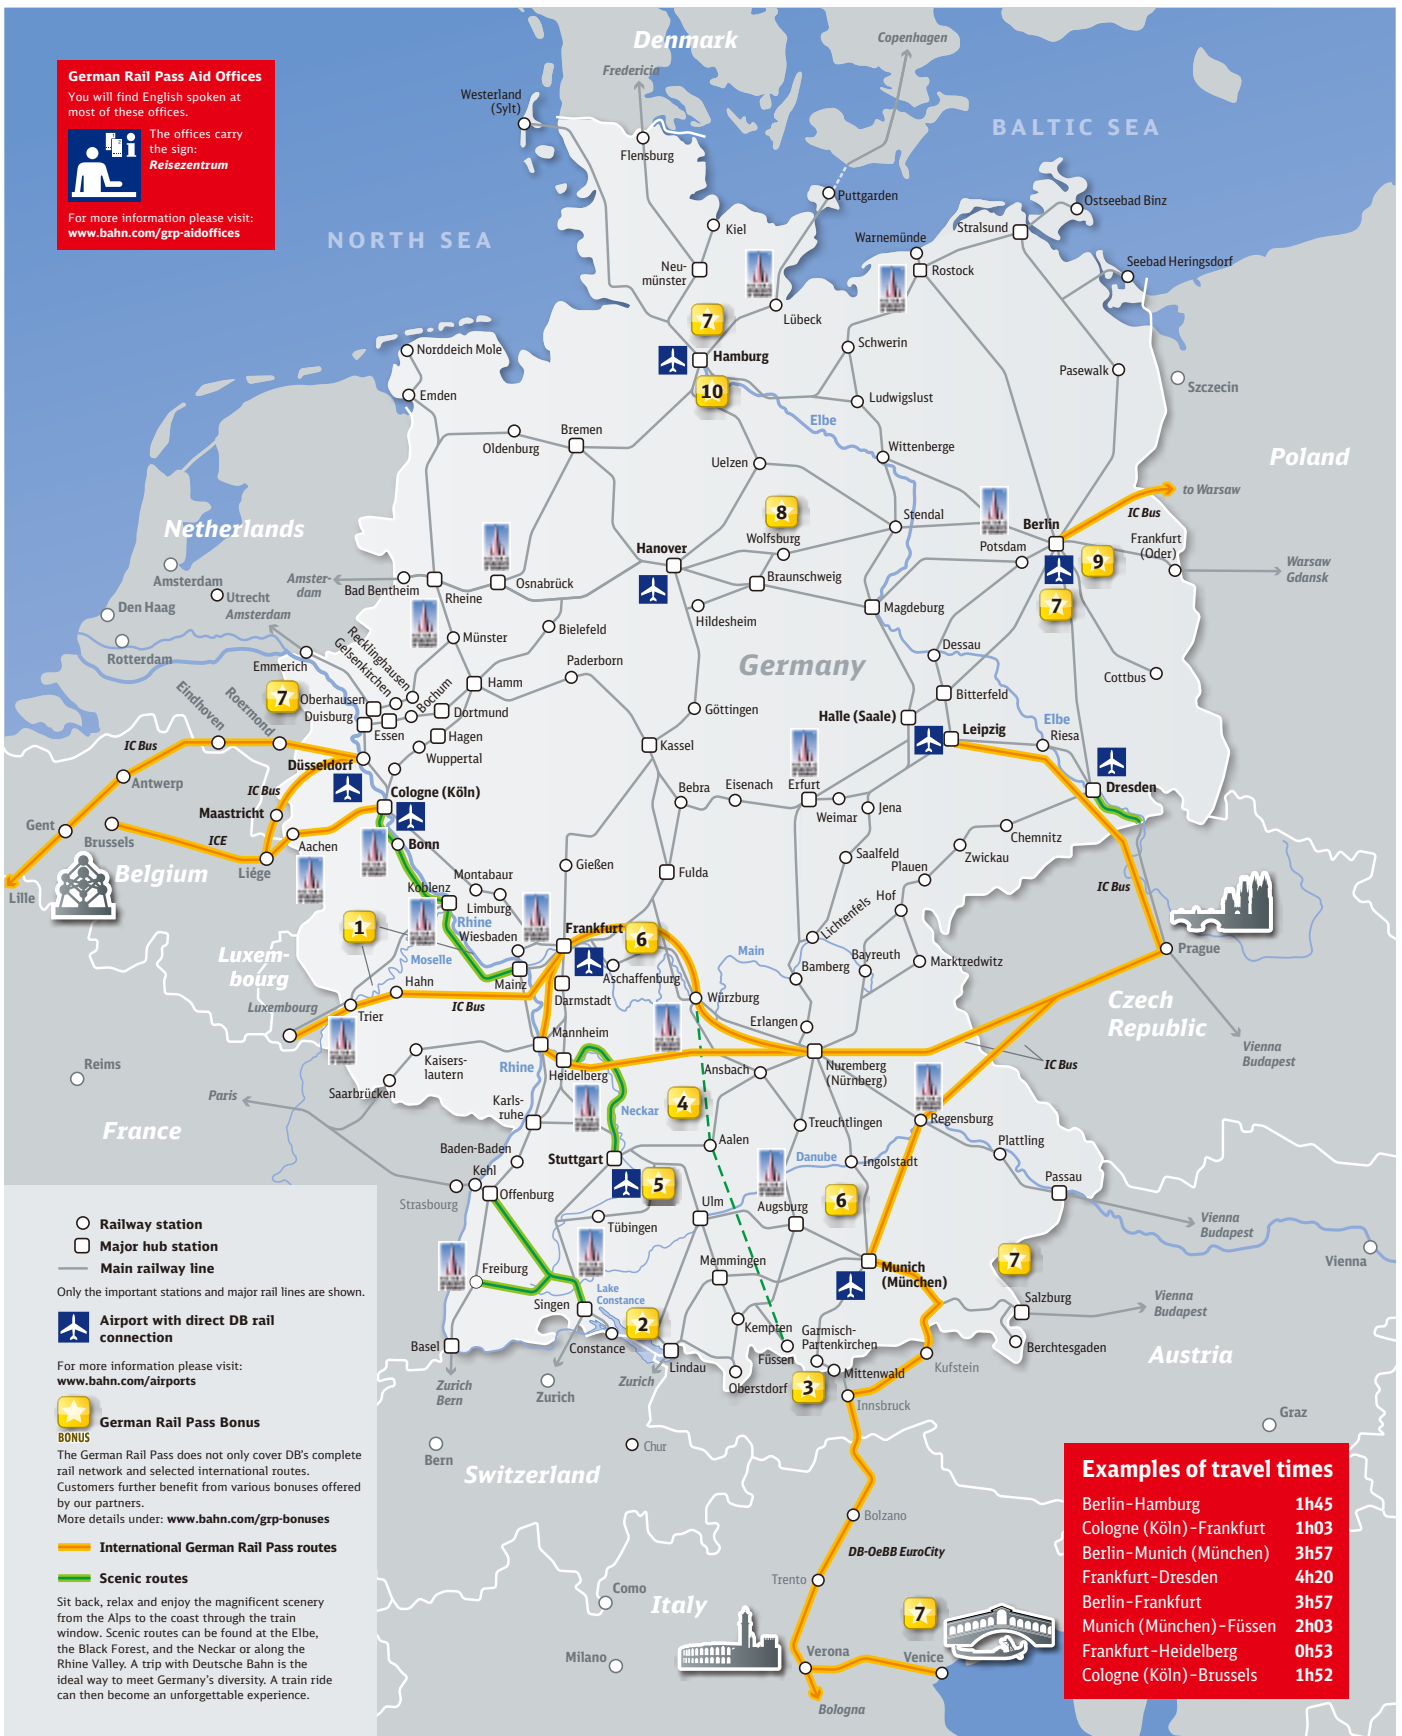 Denmark
Copenhagen
Fredericia
German Rail Pass Aid Offices
You will find English spoken at
most of these offices.
The offices carry
the sign:
Reisezentrum
For more information please visit:
www.bahn.com/grp-aidoffices
Westerland
(Sylt)
BALTIC SEA
Flensburg
Puttgarden
Ostseebad Binz
NORTH SEA
Kiel
Warnemünde
Stralsund
Neu-
münster
Rostock
Seebad Heringsdorf
7
Lübeck
Norddeich Mole
Hamburg
Schwerin
Pasewalk
Szczecin
Emden
10
Ludwigslust
Elbe
Oldenburg
Bremen
Wittenberge
Uelzen
Poland
to Warsaw
IC Bus
Netherlands
8
Wolfsburg
Stendal
Berlin
Potsdam
Frankfurt
(Oder)
9
Warsaw
Gdansk
Hanover
Amsterdam
Amster-
dam
Bad Bentheim
Rheine
Osnabrück
Braunschweig
Utrecht
Amsterdam
Den Haag
Hildesheim
Magdeburg
7
Rotterdam
Münster
Bielefeld
Emmerich
Recklinghausen
Gelsenkirchen
Bochum
Paderborn
Germany
Dessau
Cottbus
7
Oberhausen
Duisburg
Essen
Hamm
Dortmund
Bitterfeld
Eindhoven
Roermond
Göttingen
Halle (Saale)
Leipzig
Elbe
Riesa
IC Bus
Hagen
Wuppertal
Kassel
Düsseldorf
Antwerp
IC Bus
Cologne (Köln)
Bebra
Eisenach
Erfurt
Weimar
Jena
Dresden
Maastricht
Gent
Brussels
ICE
Aachen
Bonn
Chemnitz
Zwickau
Liége
Belgium
Lille
Gießen
Fulda
Saalfeld
Plauen
IC Bus
Montabaur
Koblenz
Limburg
Hof
1
Rhine
Wiesbaden
Frankfurt
6
Lichtenfels
Prague
Luxem-
bourg
Moselle
Main
Bayreuth
Marktredwitz
Aschaffenburg
Bamberg
Hahn
Mainz
Darmstadt
Würzburg
Luxembourg
Trier
IC Bus
Czech
Republic
Erlangen
Mannheim
Reims
Kaisers-
lautern
Rhine
Heidelberg
Ansbach
Nuremberg
(Nürnberg)
IC Bus
Vienna
Budapest
Saarbrücken
Paris
Karls-
ruhe
Neckar
4
Treuchtlingen
Regensburg
France
Baden-Baden
Aalen
Plattling
Kehl
Stuttgart
Danube
Ingolstadt
Passau
Strasbourg
Offenburg
5
Ulm
Augsburg
6
Vienna
Budapest
Tübingen
Vienna
Railway station
Major hub station
Main railway line
Only the important stations and major rail lines are shown.
Airport with direct DB rail
connection
For more information please visit:
www.bahn.com/airports
BONUS
German Rail Pass Bonus
The German Rail Pass does not only cover DB's complete
rail network and selected international routes.
Customers further benefit from various bonuses offered
by our partners.
More details under: www.bahn.com/grp-bonuses
International German Rail Pass routes
Scenic routes
Sit back, relax and enjoy the magnificent scenery
from the Alps to the coast through the train
window. Scenic routes can be found at the Elbe,
the Black Forest, and the Neckar or along the
Rhine Valley. A trip with Deutsche Bahn is the
ideal way to meet Germany's diversity. A train ride
can then become an unforgettable experience.
Freiburg
Memmingen
Munich
(München)
7
Lake
Constance
Singen
Salzburg
Vienna
Budapest
2
Kempten
Garmisch-
Partenkirchen
Basel
Constance
Berchtesgaden
Lindau
Füssen
Kufstein
Austria
Zurich
Bern
Zurich
Zurich
Oberstdorf
3
Mittenwald
Innsbruck
Graz
Bern
Chur
Switzerland
Bolzano
DB-OeBB EuroCity
Trento
Como
Italy
7
Milano
Verona
Venice
Bologna
Examples of travel times
Berlin-Hamburg 1h45
Cologne (Köln)-Frankfurt 1h03
Berlin-Munich (München) 3h57
Frankfurt-Dresden 4h20
Berlin-Frankfurt 3h57
Munich (München)-Füssen 2h03
Frankfurt-Heidelberg 0h53
Cologne (Köln)-Brussels 1h52